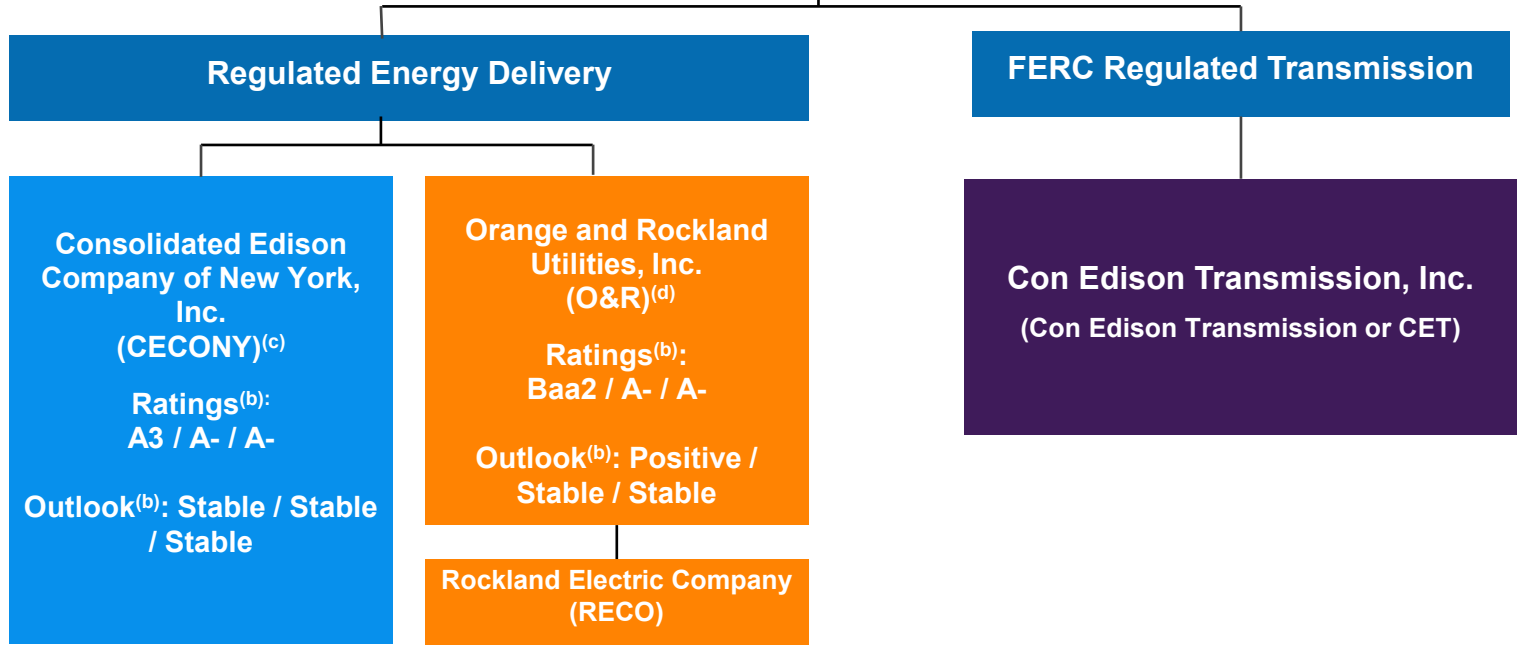 Regulated Energy Delivery
FERC Regulated Transmission
Consolidated Edison
Company of New York,
Inc.
(CECONY)(c)
Ratings(b):
A3 / A- / A-
Outlook(b): Stable / Stable
/ Stable
Orange and Rockland
Utilities, Inc.
(O&R)(d)
Ratings(b):
Baa2 / A- / A-
Outlook(b): Positive /
Stable / Stable
Rockland Electric Company
(RECO)
Con Edison Transmission, Inc.
(Con Edison Transmission or CET)